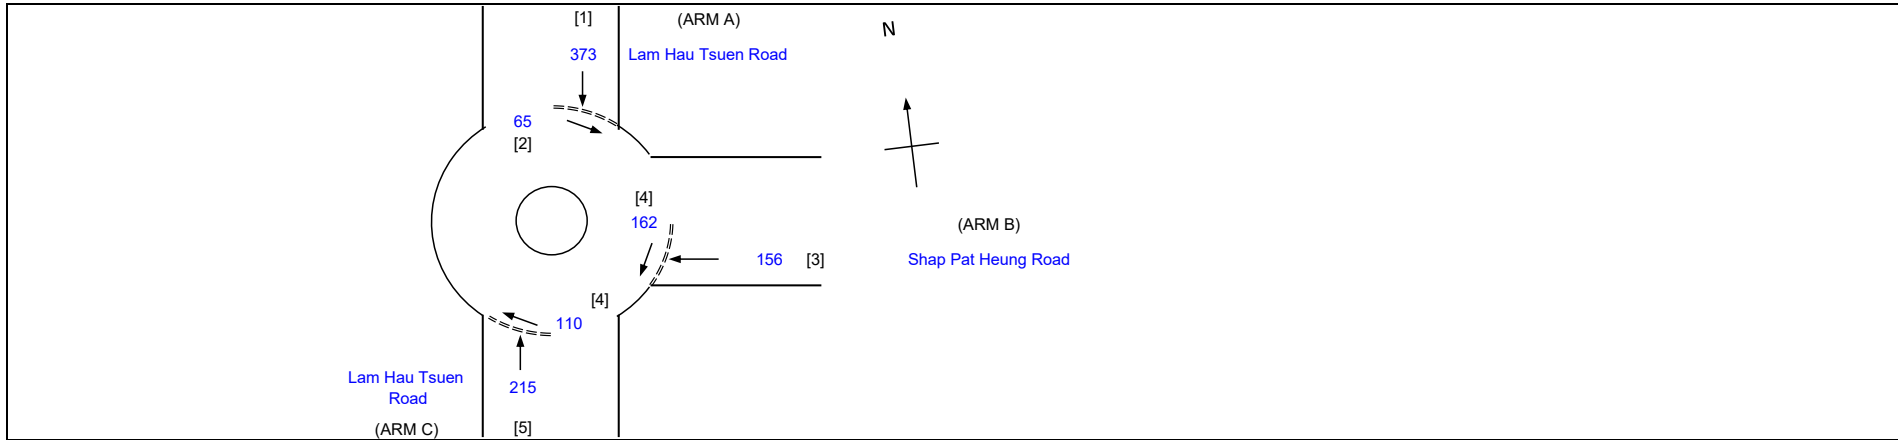 [1]
(ARM A)
N
373
Lam Hau Tsuen Road
65
[2]
[4]
162
(ARM B)
156
[3]
Shap Pat Heung Road
[4]
110
Lam Hau Tsuen
Road
215
(ARM C)
[5]